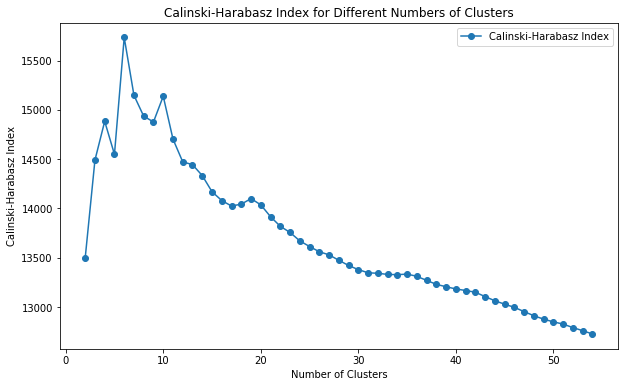 Calinski-Harabasz Index for Different Numbers of Clusters
Calinski-Harabasz Index
15500
15000
14500
14000
13500
13000
Calinski-Harabasz Index
0 10 20 30 40 50
Number of Clusters